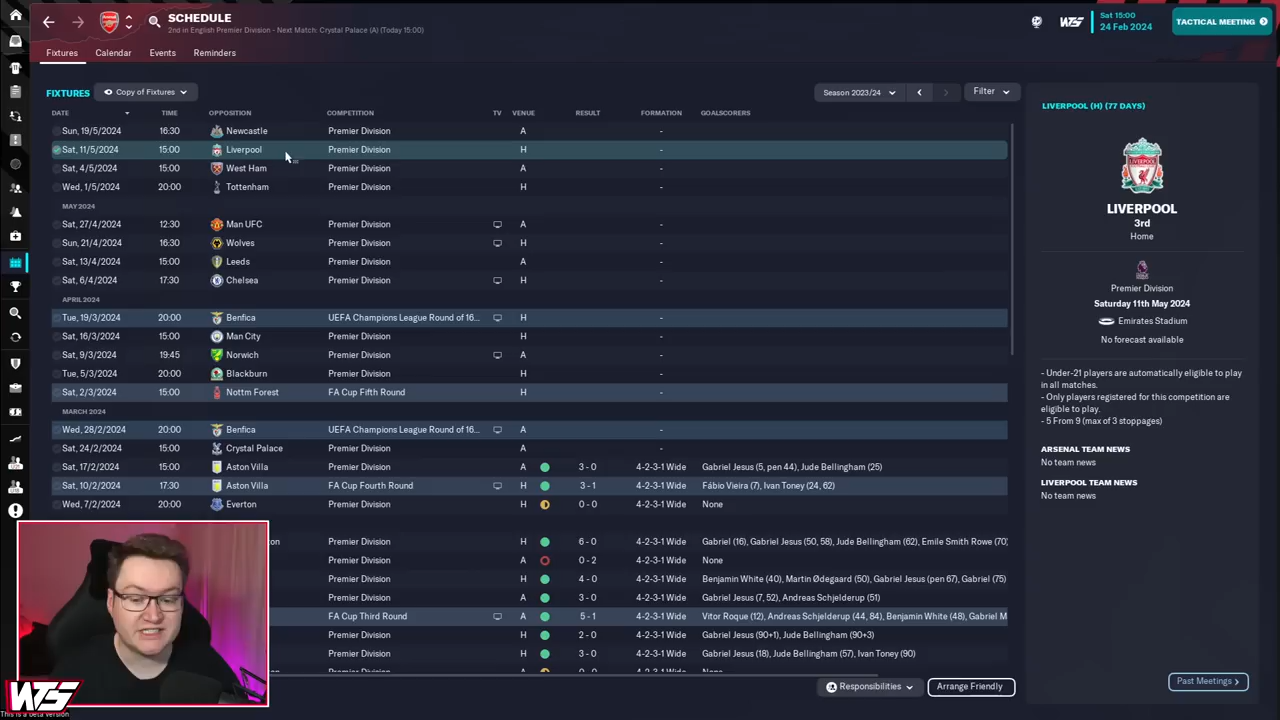 SCHEDULE
2nd in English Premier Division - Next Match: Crystal Palace (A) (Today 15:00)
WTS
Sat 15:00
24 Feb 2024
TACTICAL MEETING
Fixtures Calendar Events Reminders
FIXTURES Copy of Fixtures Season 2023/24 Filter
DATE TIME OPPOSITION COMPETITION TV VENUE RESULT FORMATION GOALSCORERS
Sun, 19/5/2024 16:30 Newcastle Premier Division A -
Sat, 11/5/2024 15:00 Liverpool Premier Division H -
Sat, 4/5/2024 15:00 West Ham Premier Division A -
Wed, 1/5/2024 20:00 Tottenham Premier Division H -
MAY 2024
Sat, 27/4/2024 12:30 Man UFC Premier Division A -
Sun, 21/4/2024 16:30 Wolves Premier Division H -
Sat, 13/4/2024 15:00 Leeds Premier Division A -
Sat, 6/4/2024 17:30 Chelsea Premier Division H -
APRIL 2024
Tue, 19/3/2024 20:00 Benfica UEFA Champions League Round of 16... H -
Sat, 16/3/2024 15:00 Man City Premier Division H -
Sat, 9/3/2024 19:45 Norwich Premier Division A -
Tue, 5/3/2024 20:00 Blackburn Premier Division H -
Sat, 2/3/2024 15:00 Nottm Forest FA Cup Fifth Round H -
MARCH 2024
Wed, 28/2/2024 20:00 Benfica UEFA Champions League Round of 16... A -
Sat, 24/2/2024 15:00 Crystal Palace Premier Division A -
Sat, 17/2/2024 15:00 Aston Villa Premier Division A 3 - 0 4-2-3-1 Wide Gabriel Jesus (5, pen 44), Jude Bellingham (25)
Sat, 10/2/2024 17:30 Aston Villa FA Cup Fourth Round H 3 - 1 4-2-3-1 Wide Fábio Vieira (7), Ivan Toney (24, 62)
Wed, 7/2/2024 20:00 Everton Premier Division H 0 - 0 4-2-3-1 Wide None
Premier Division H 6 - 0 4-2-3-1 Wide Gabriel (16), Gabriel Jesus (50, 58), Jude Bellingham (62), Emile Smith Rowe (70)
Premier Division A 0 - 2 4-2-3-1 Wide None
Premier Division H 4 - 0 4-2-3-1 Wide Benjamin White (40), Martin Ødegaard (50), Gabriel Jesus (pen 67), Gabriel (75)
Premier Division A 3 - 0 4-2-3-1 Wide Gabriel Jesus (7, 52), Andreas Schjelderup (51)
FA Cup Third Round A 5 - 1 4-2-3-1 Wide Vitor Roque (12), Andreas Schjelderup (44, 84), Benjamin White (48), Gabriel M
Premier Division H 2 - 0 4-2-3-1 Wide Gabriel Jesus (90+1), Jude Bellingham (90+3)
Premier Division H 3 - 0 4-2-3-1 Wide Gabriel Jesus (18), Jude Bellingham (57), Ivan Toney (90)
Responsibilities Arrange Friendly
LIVERPOOL (H) (77 DAYS)
LIVERPOOL
3rd
Home
Premier Division
Saturday 11th May 2024
Emirates Stadium
No forecast available
- Under-21 players are automatically eligible to play
in all matches.
- Only players registered for this competition are
eligible to play.
- 5 From 9 (max of 3 stoppages)
ARSENAL TEAM NEWS
No team news
LIVERPOOL TEAM NEWS
No team news
Past Meetings
WTS
This is a beta version